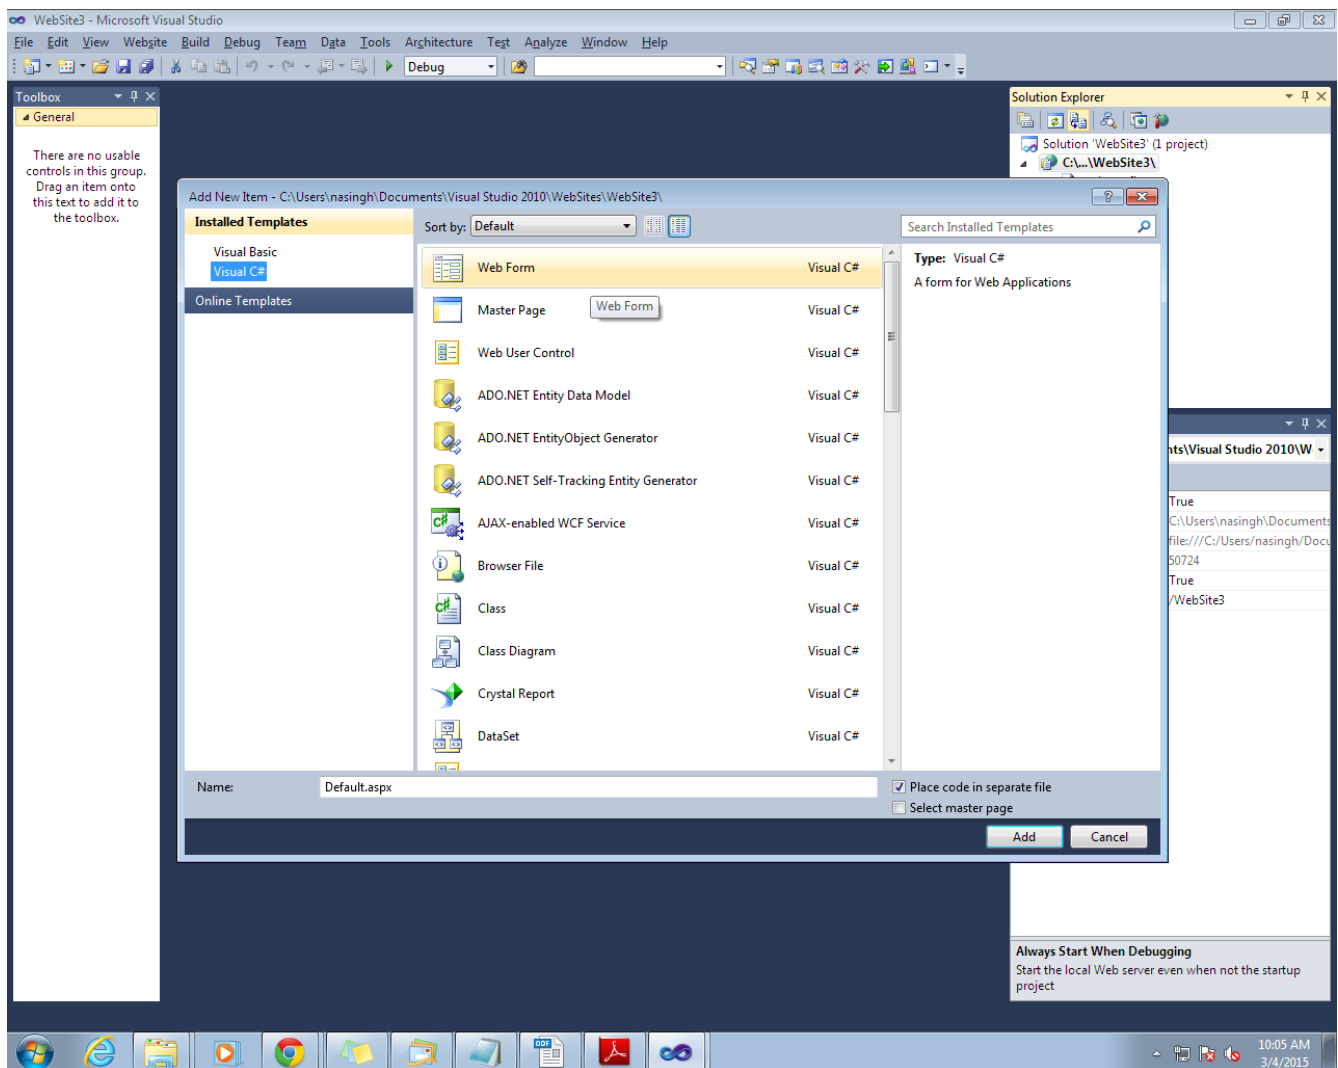 WebSite3 - Microsoft Visual Studio
File Edit View Website Build Debug Team Data Tools Architecture Test Analyze Window Help
Debug
Toolbox
General
There are no usable
controls in this group.
Drag an item onto
this text to add it to
the toolbox.
Solution Explorer
Solution 'WebSite3' (1 project)
C:\...\WebSite3\
Add New Item - C:\Users\nasingh\Documents\Visual Studio 2010\WebSites\WebSite3\
Installed Templates
Visual Basic
Visual C#
Online Templates
Sort by: Default
Search Installed Templates
Web Form Visual C#
Master Page Visual C#
Web Form
Web User Control Visual C#
ADO.NET Entity Data Model Visual C#
ADO.NET EntityObject Generator Visual C#
ADO.NET Self-Tracking Entity Generator Visual C#
AJAX-enabled WCF Service Visual C#
Browser File Visual C#
Class Visual C#
Class Diagram Visual C#
Crystal Report Visual C#
DataSet Visual C#
Type: Visual C#
A form for Web Applications
Name: Default.aspx
Place code in separate file
Select master page
Add Cancel
nts\Visual Studio 2010\W
True
C:\Users\nasingh\Documents
file:///C:/Users/nasingh/Docu
50724
True
/WebSite3
Always Start When Debugging
Start the local Web server even when not the startup
project
ODF
10:05 AM
3/4/2015